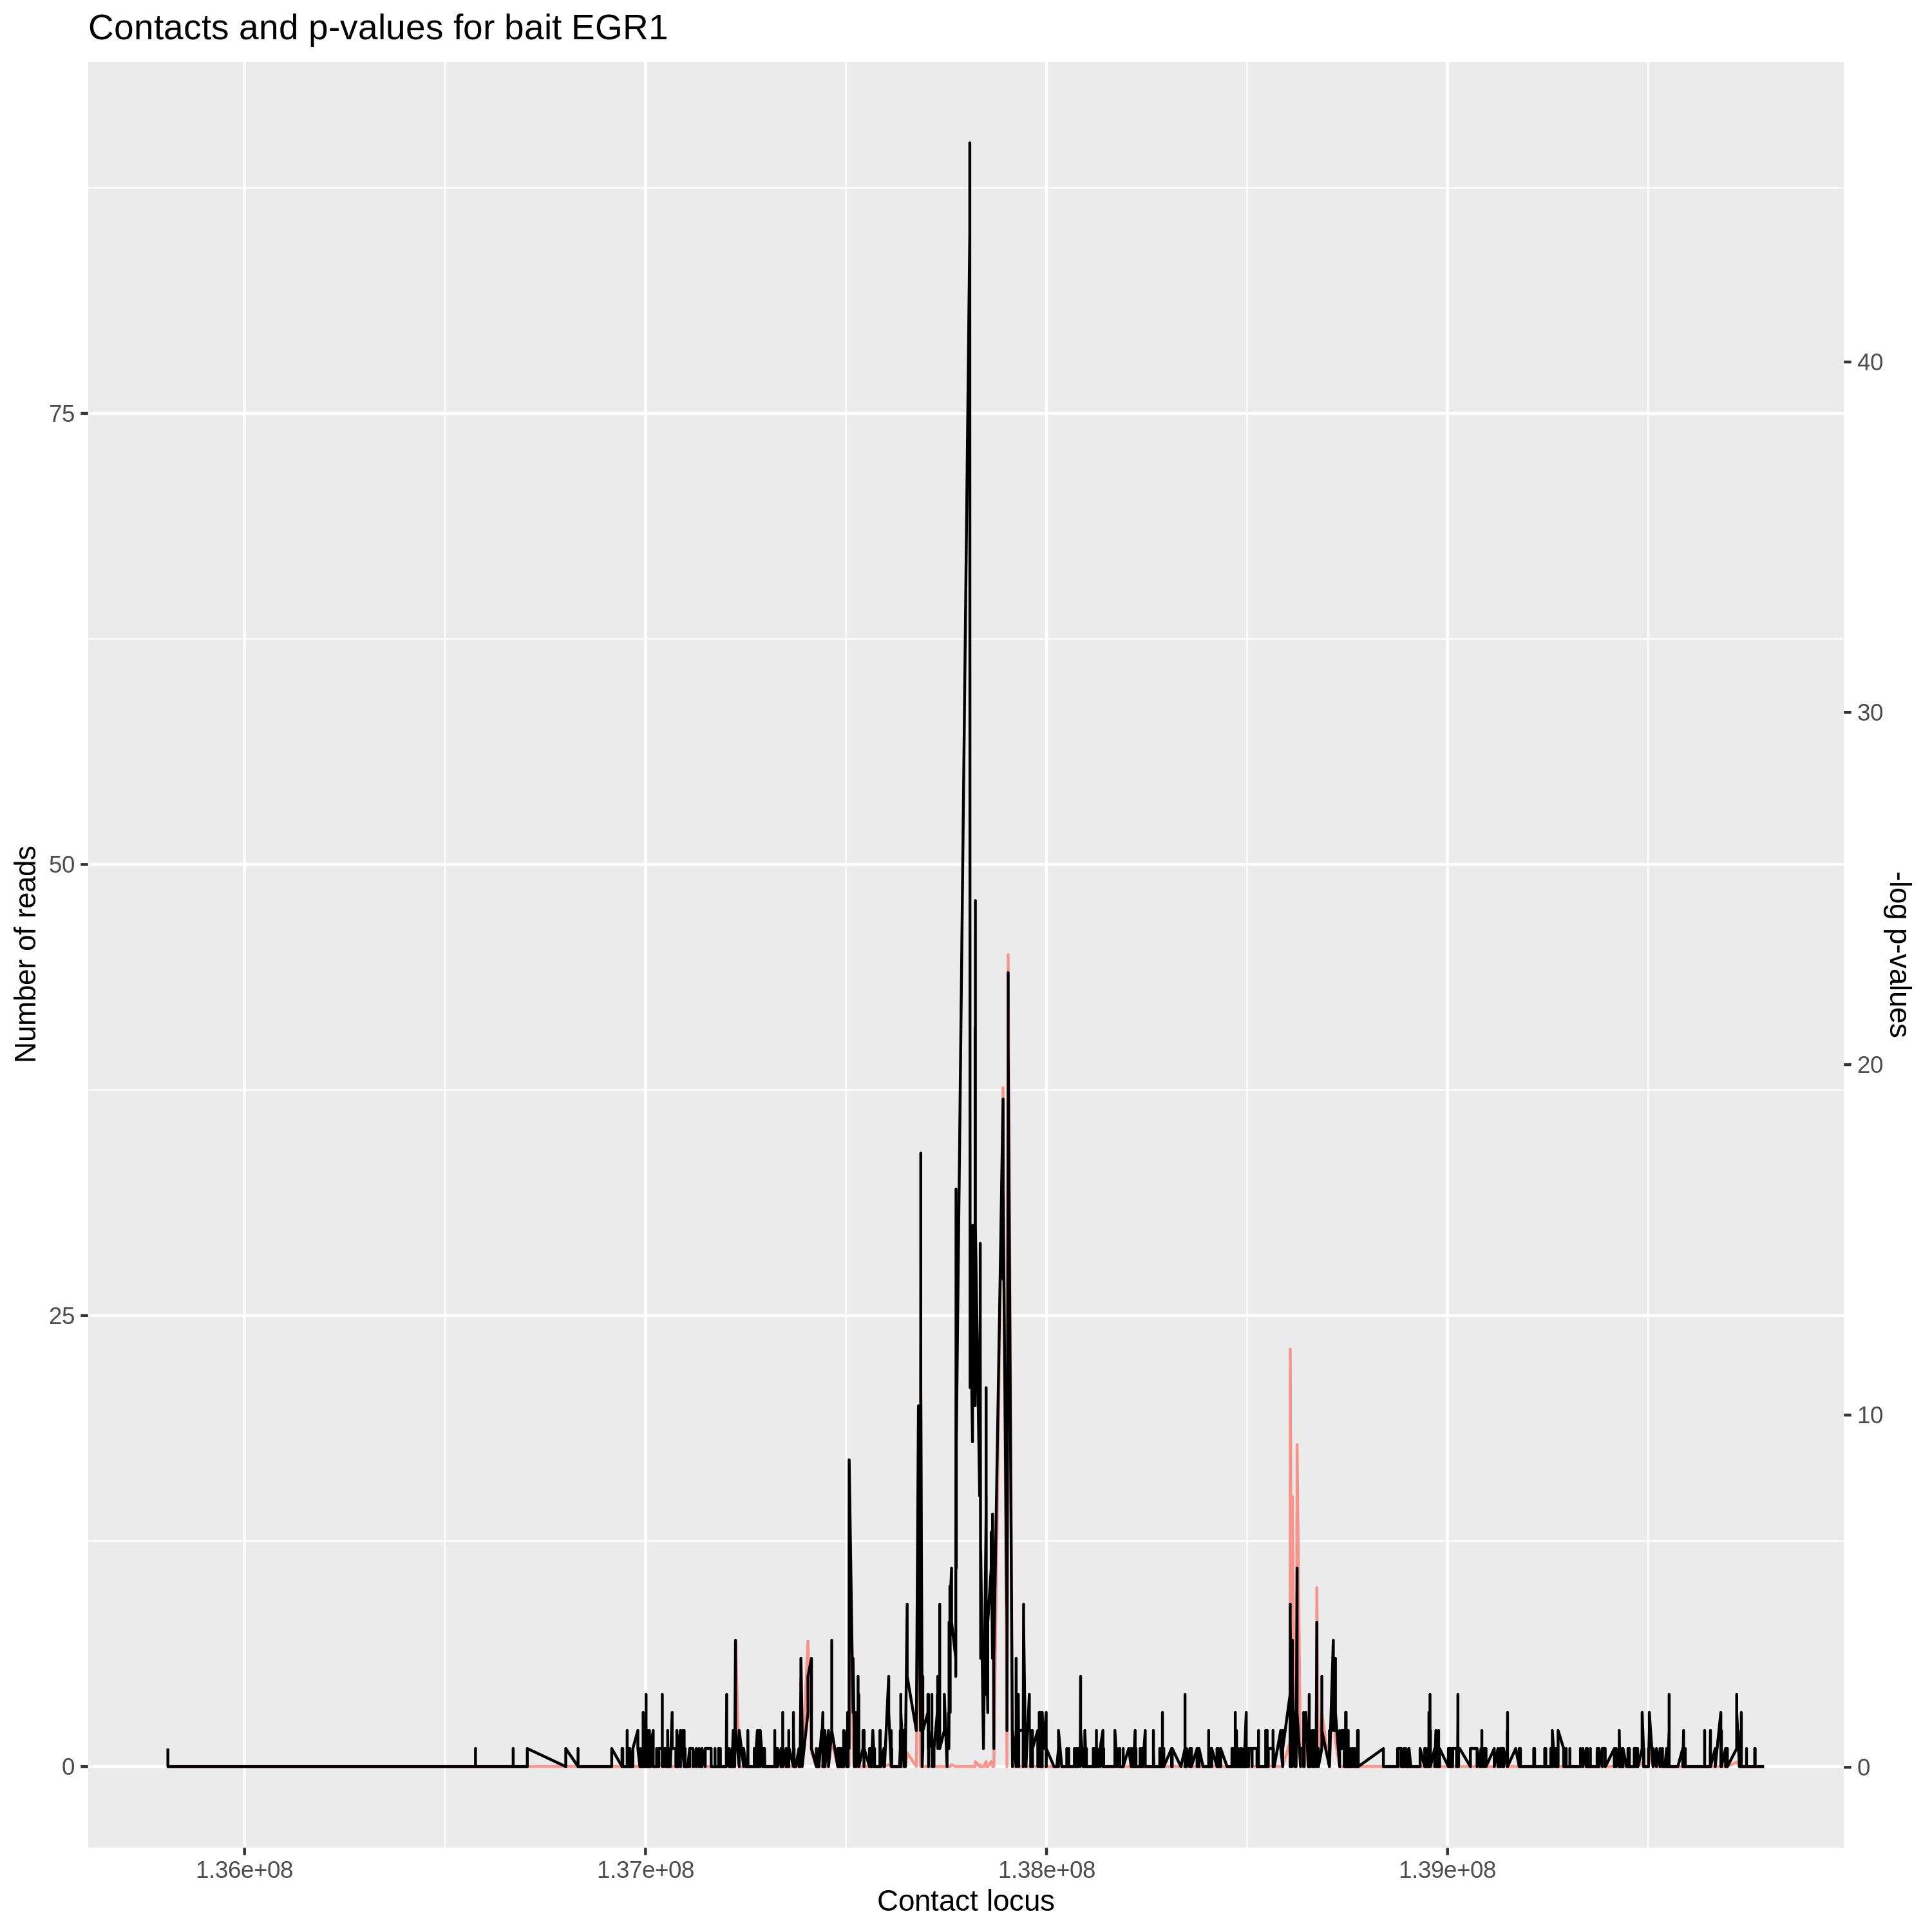 Contacts and p-values for bait EGR1
75
50
25
0
40
30
20
10
0
Number of reads
-log p-values
1.36e+08 1.37e+08 1.38e+08 1.39e+08
Contact locus